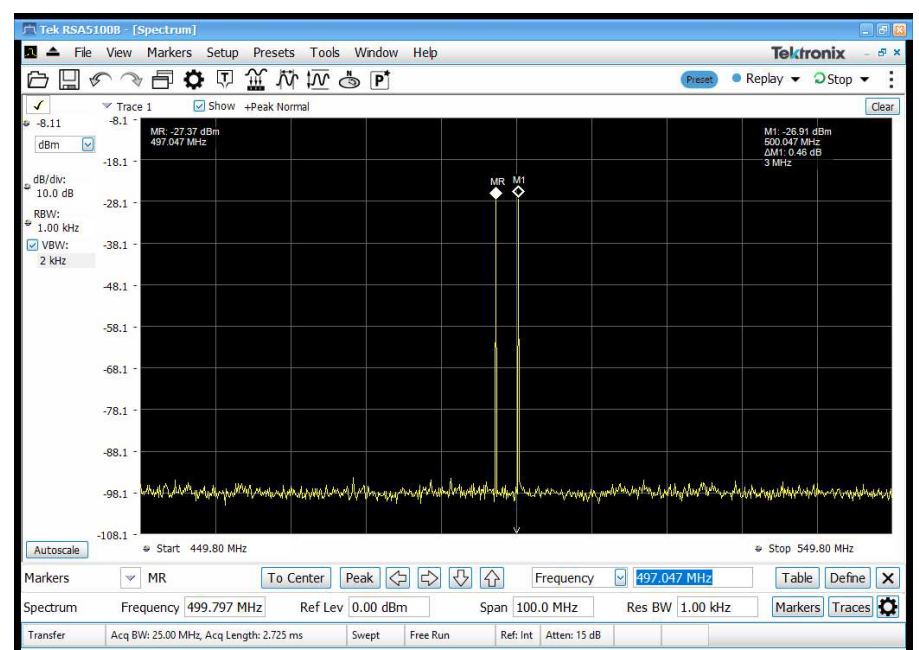 Tek RSA5100B - [Spectrum]
File View Markers Setup Presets Tools Window Help
Tektronix
Preset Replay Stop
Trace 1 Show +Peak Normal Clear
-8.11
dBm
dB/div:
10.0 dB
RBW:
1.00 kHz
VBW:
2 kHz
Autoscale
-8.1
-18.1
-28.1
-38.1
-48.1
-58.1
-68.1
-78.1
-88.1
-98.1
-108.1
MR: -27.37 dBm
497.047 MHz
M1: -26.91 dBm
500.047 MHz
ΔM1: 0.46 dB
3 MHz
MR M1
Start 449.80 MHz
Stop 549.80 MHz
Markers MR To Center Peak Frequency 497.047 MHz Table Define
Spectrum Frequency 499.797 MHz Ref Lev 0.00 dBm Span 100.0 MHz Res BW 1.00 kHz Markers Traces
Transfer Acq BW: 25.00 MHz, Acq Length: 2.725 ms Swept Free Run Ref: Int Atten: 15 dB